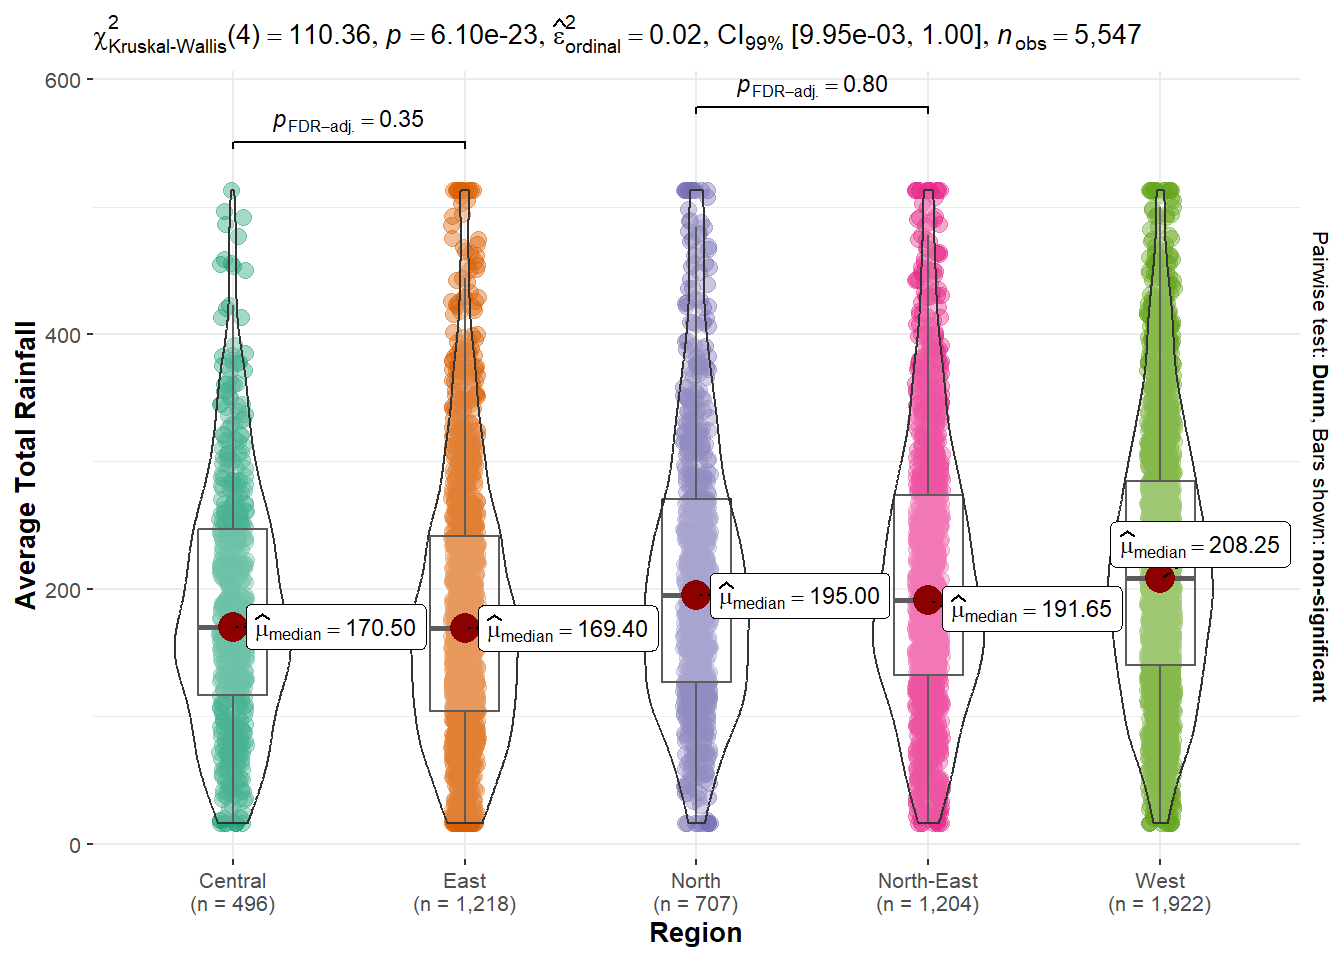 χ²Kruskal-Wallis(4) = 110.36, p = 6.10e-23, ε̂²ordinal = 0.02, CI99% [9.95e-03, 1.00], nobs = 5,547
600
pFDR−adj. = 0.80
pFDR−adj. = 0.35
400
200
0
Average Total Rainfall
μ̂median = 170.50
μ̂median = 169.40
μ̂median = 195.00
μ̂median = 191.65
μ̂median = 208.25
Pairwise test: Dunn, Bars shown: non-significant
Central
(n = 496)
East
(n = 1,218)
North
(n = 707)
North-East
(n = 1,204)
West
(n = 1,922)
Region